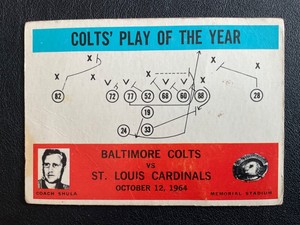 COLTS' PLAY OF THE YEAR
X
X X X X X X
V V V V
82 72 77 52 68 60 88 28
19
24 33
BALTIMORE COLTS
vs
ST. LOUIS CARDINALS
OCTOBER 12, 1964
COACH SHULA MEMORIAL STADIUM